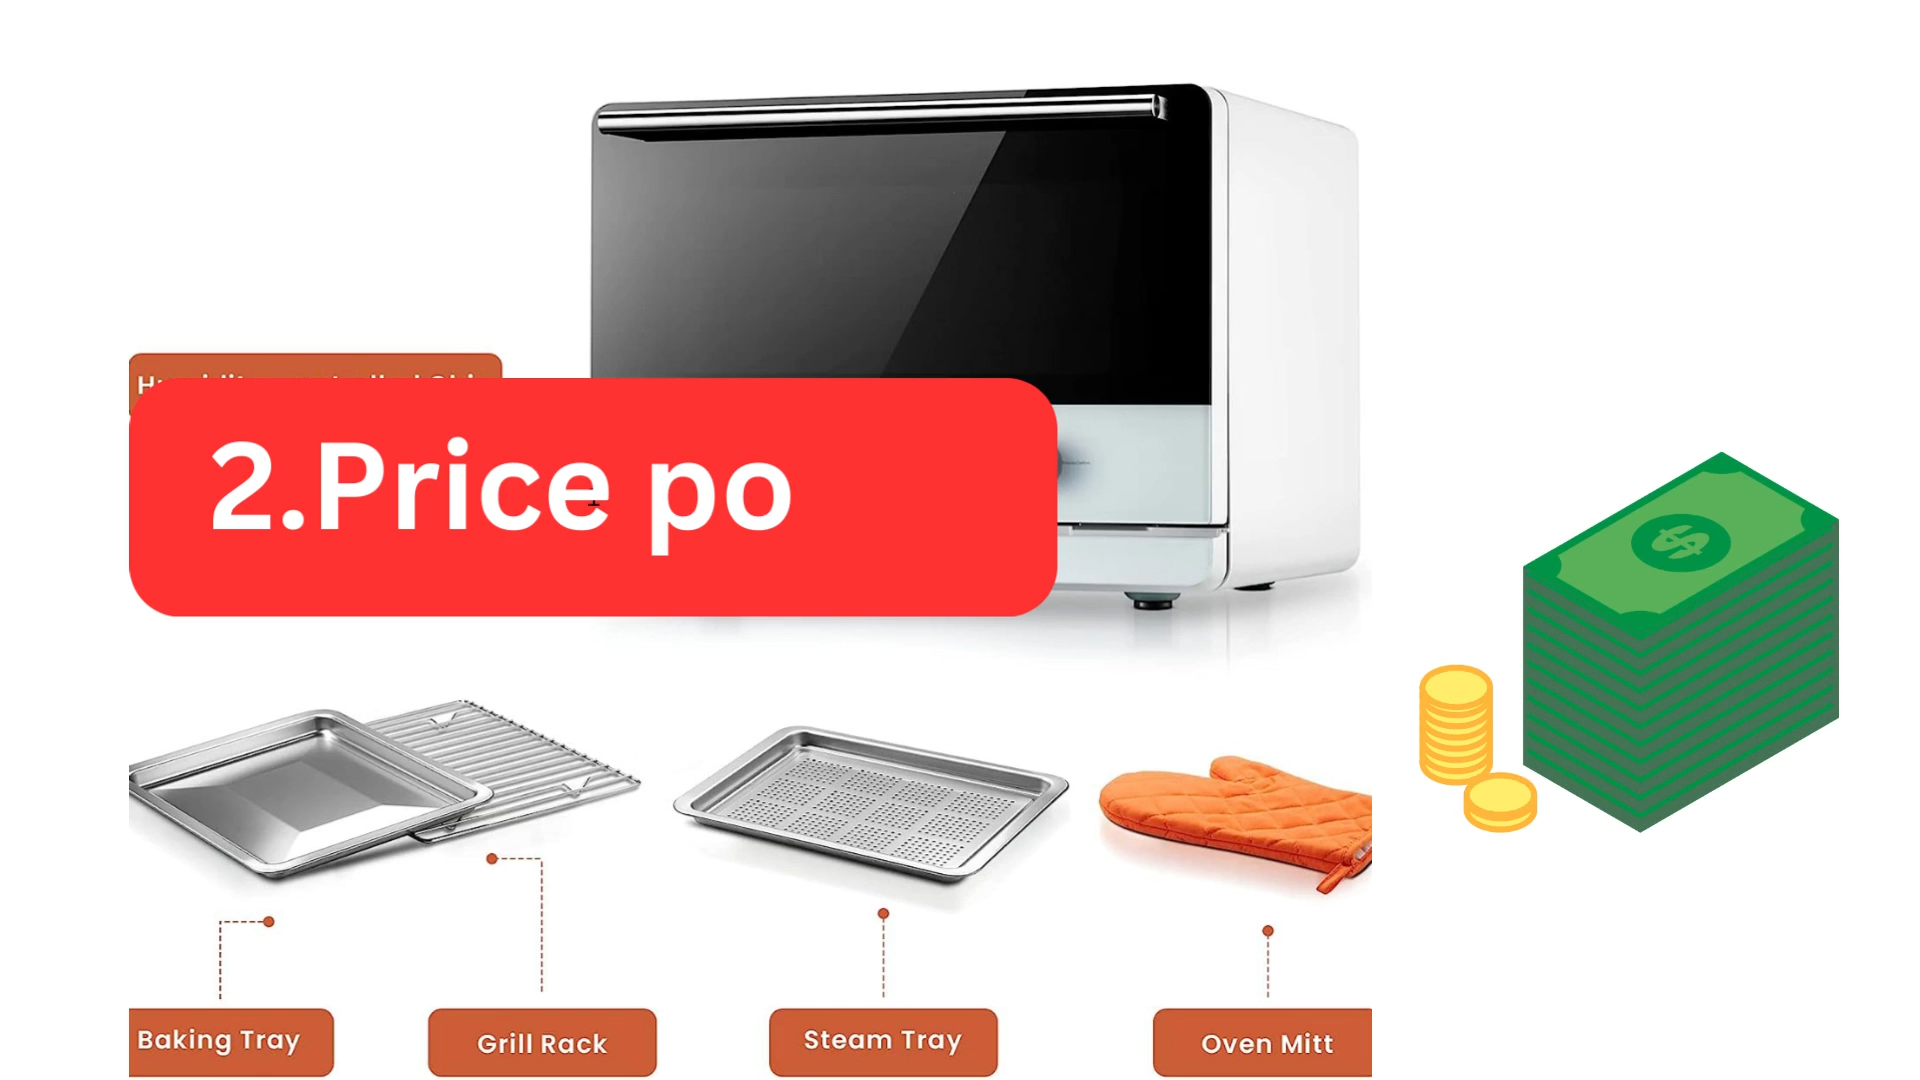 2.Price po
Baking Tray
Grill Rack
Steam Tray
Oven Mitt